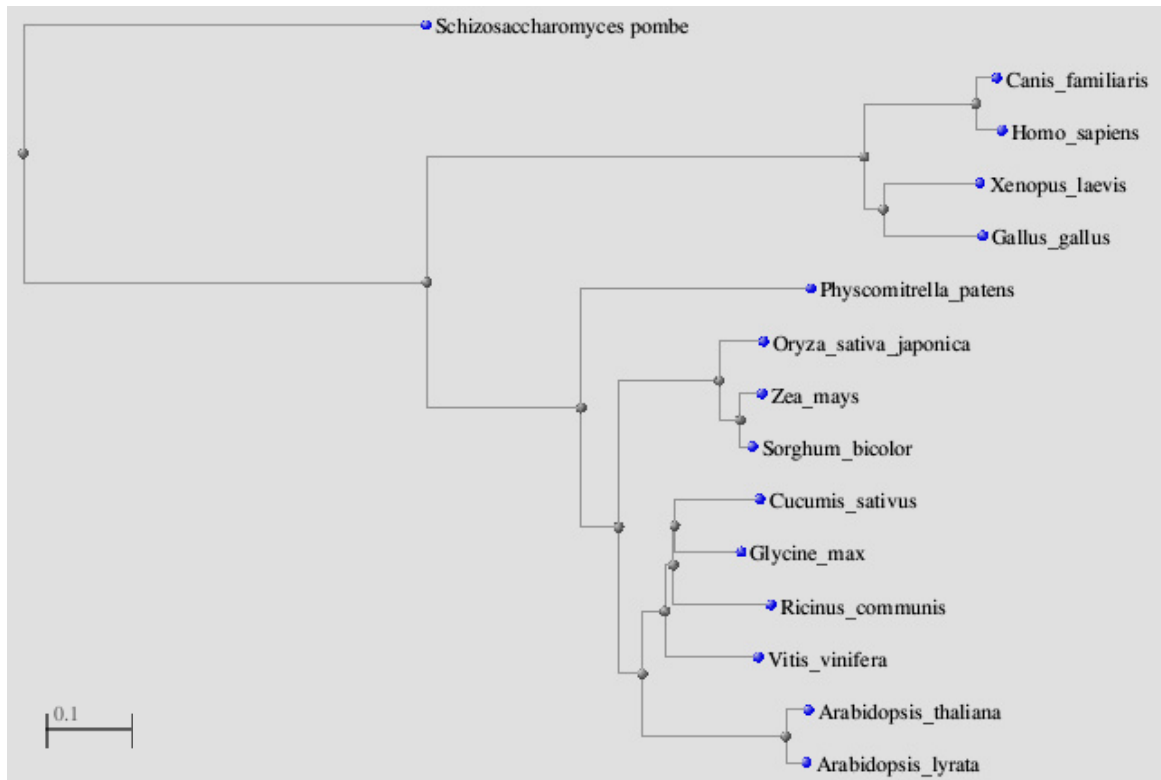 Schizosaccharomyces pombe
Canis_familiaris
Homo_sapiens
Xenopus_laevis
Gallus_gallus
Physcomitrella_patens
Oryza_sativa_japonica
Zea_mays
Sorghum_bicolor
Cucumis_sativus
Glycine_max
Ricinus_communis
Vitis_vinifera
Arabidopsis_thaliana
0.1
Arabidopsis_lyrata